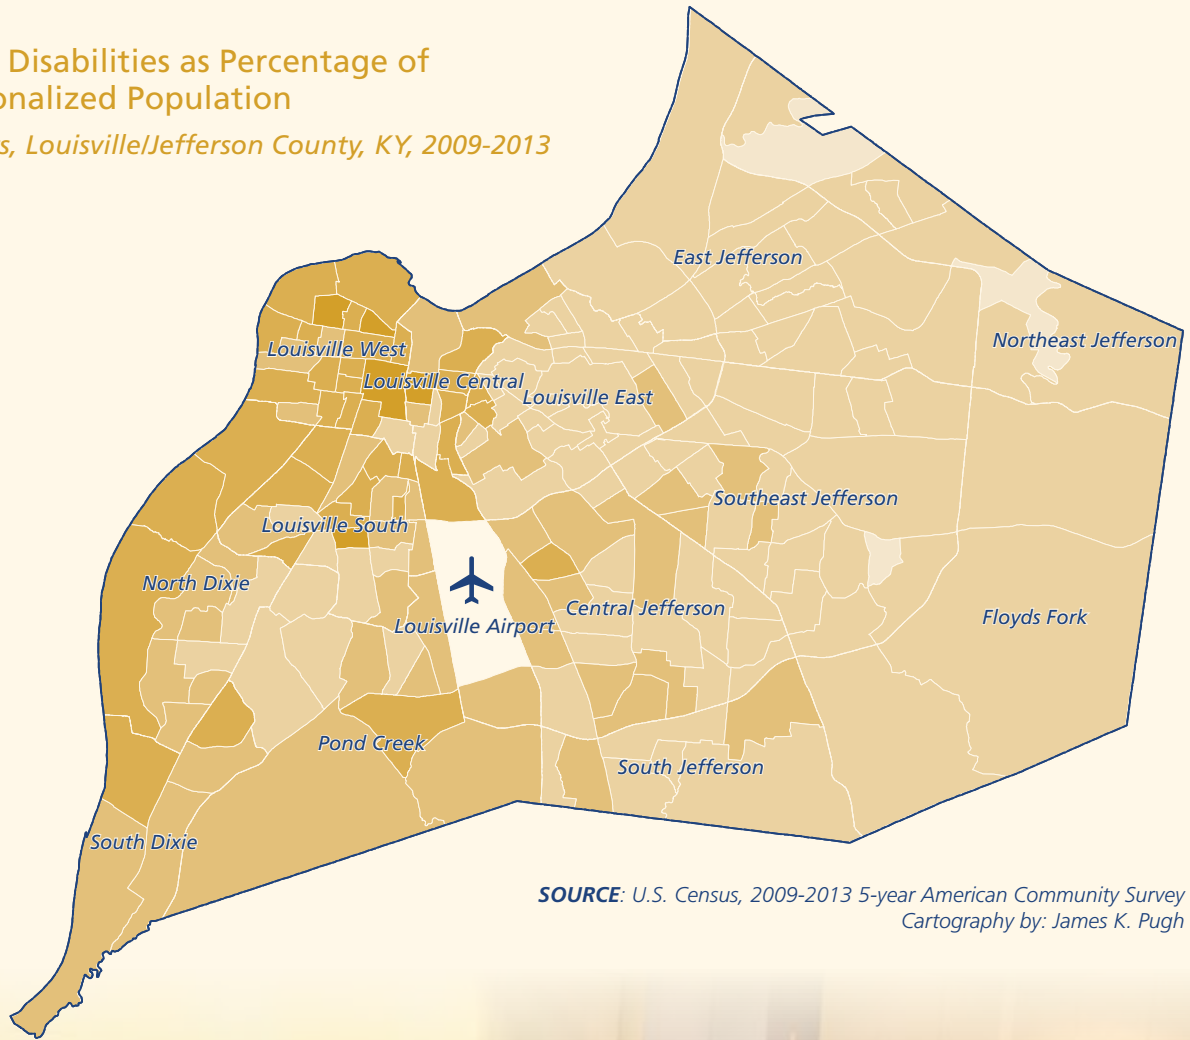 Disabilities as Percentage of
onalized Population
s, Louisville/Jefferson County, KY, 2009-2013
East Jefferson
Northeast Jefferson
Louisville West
Louisville Central
Louisville East
Southeast Jefferson
Louisville South
North Dixie
Central Jefferson
Louisville Airport
Floyds Fork
Pond Creek
South Jefferson
South Dixie
SOURCE: U.S. Census, 2009-2013 5-year American Community Survey
Cartography by: James K. Pugh